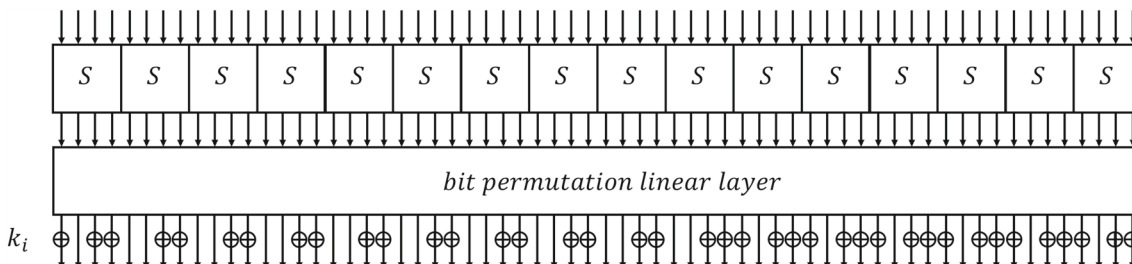 S S S S S S S S S S S S S S S S
bit permutation linear layer
k_i